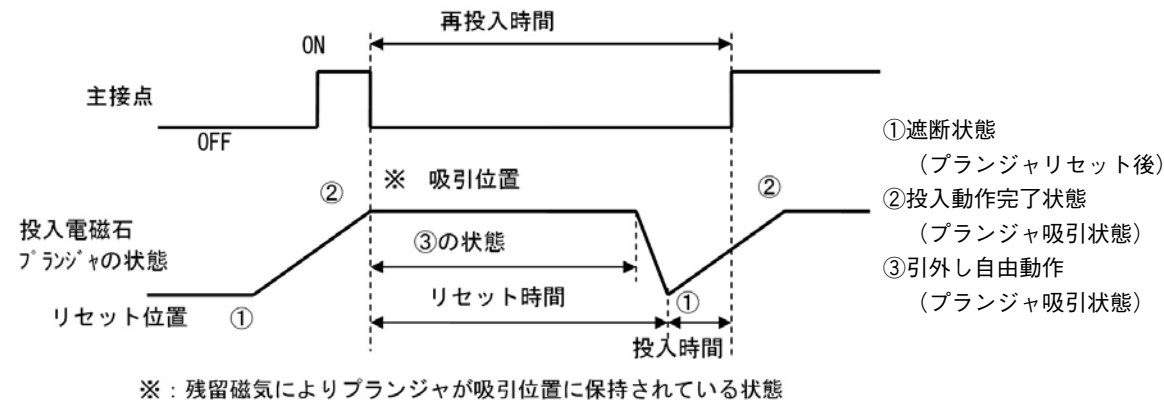 再投入時間
ON
主接点
OFF
①遮断状態
（プランジャリセット後）
②投入動作完了状態
（プランジャ吸引状態）
③引外し自由動作
（プランジャ吸引状態）
② ※ 吸引位置 ②
投入電磁石
ﾌﾟﾗﾝｼﾞｬの状態
③の状態
リセット時間 ①
リセット位置 ①
投入時間
※：残留磁気によりプランジャが吸引位置に保持されている状態